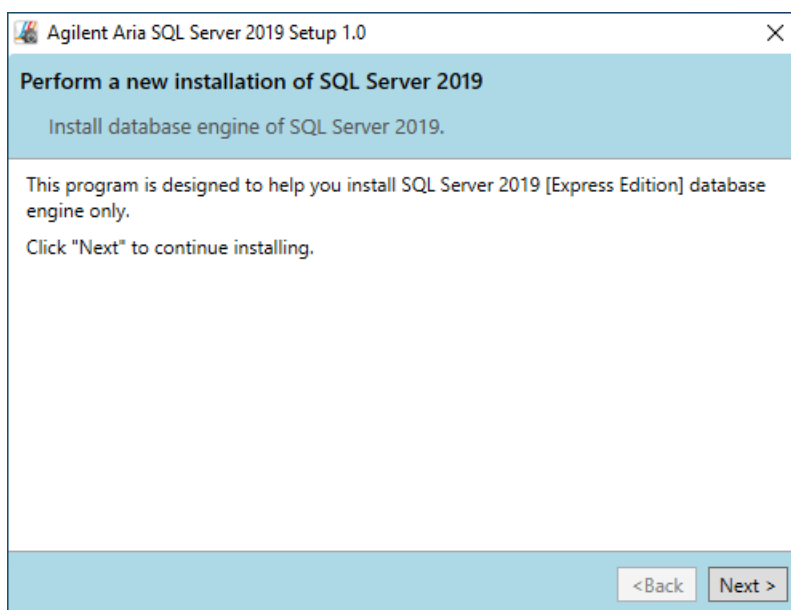 Agilent Aria SQL Server 2019 Setup 1.0
Perform a new installation of SQL Server 2019
Install database engine of SQL Server 2019.
This program is designed to help you install SQL Server 2019 [Express Edition] database
engine only.
Click "Next" to continue installing.
<Back Next >